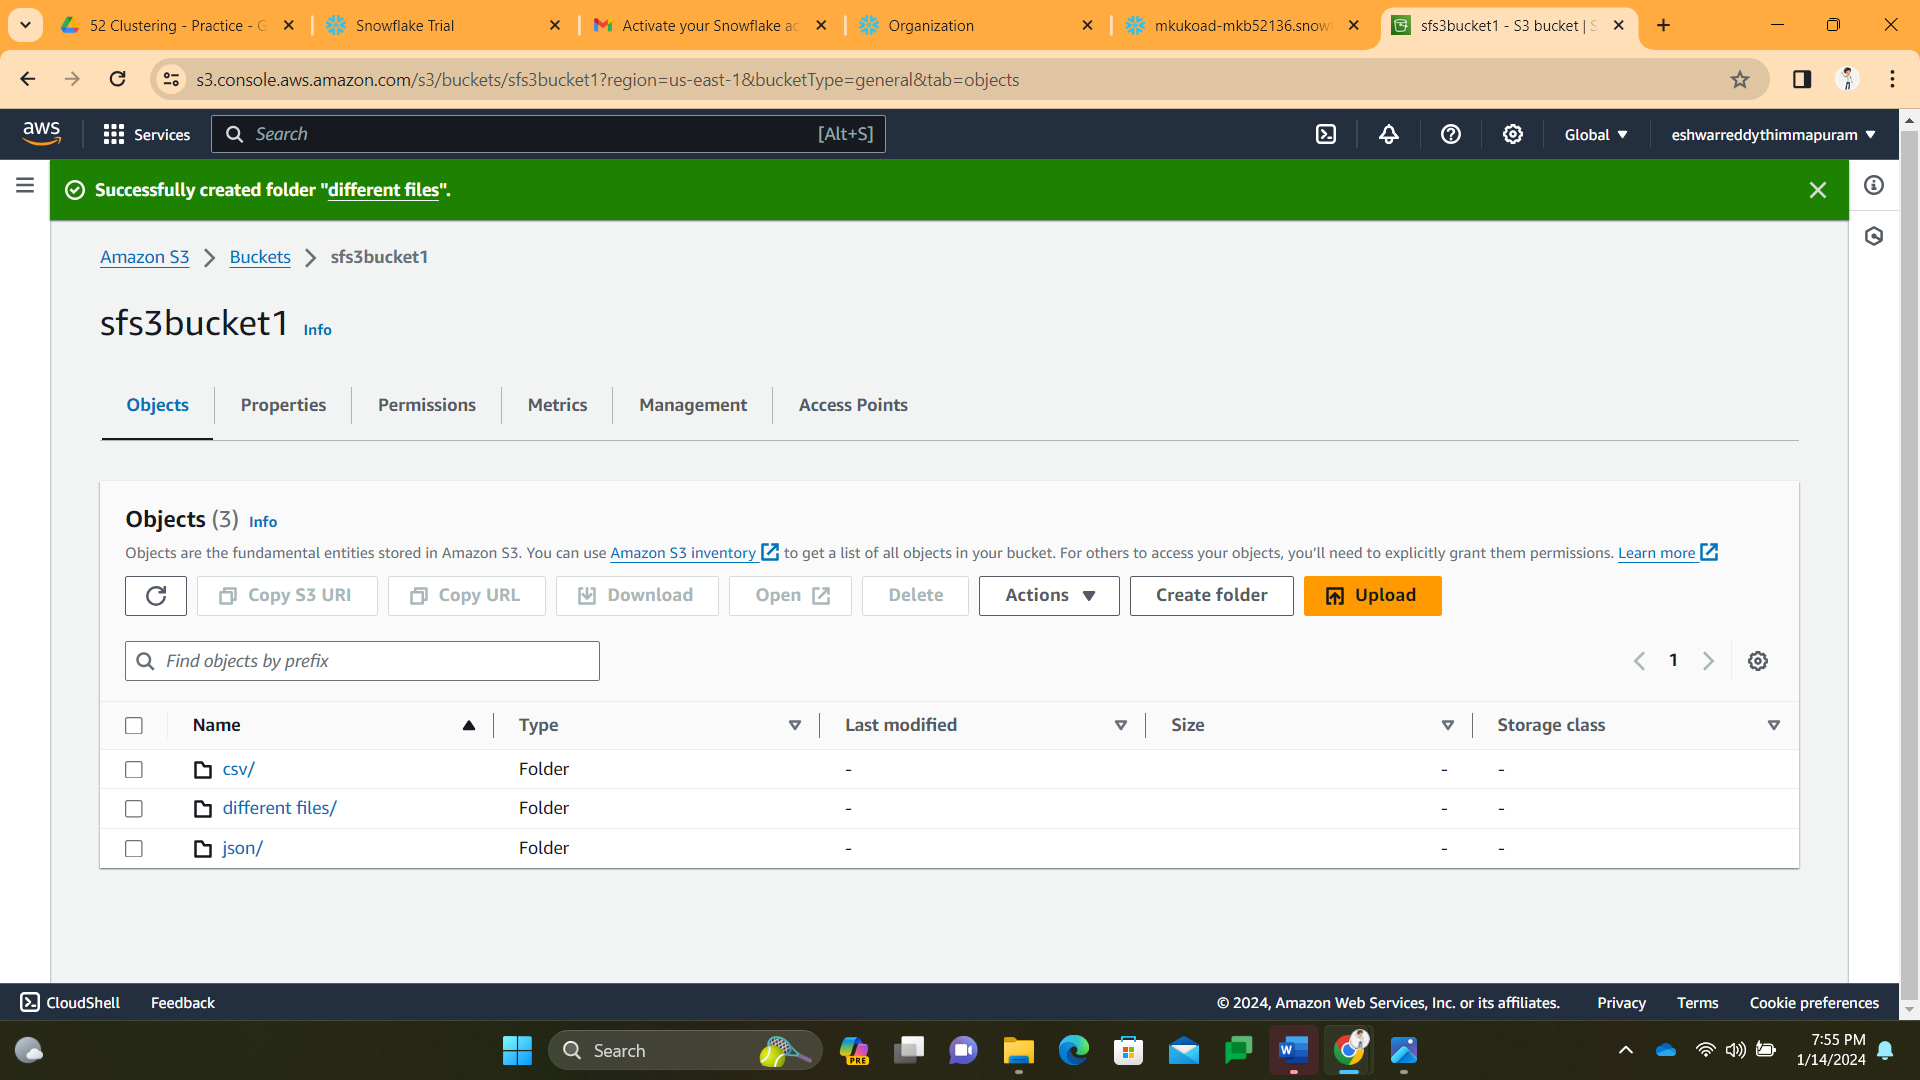 52 Clustering - Practice - G
Snowflake Trial
Activate your Snowflake ac
Organization
mkukoad-mkb52136.snowf
sfs3bucket1 - S3 bucket | S
s3.console.aws.amazon.com/s3/buckets/sfs3bucket1?region=us-east-1&bucketType=general&tab=objects
aws
Services
Search
[Alt+S]
Global
eshwarreddythimmapuram
Successfully created folder "different files".
Amazon S3
Buckets
sfs3bucket1
sfs3bucket1 Info
Objects
Properties
Permissions
Metrics
Management
Access Points
Objects (3) Info
Objects are the fundamental entities stored in Amazon S3. You can use Amazon S3 inventory to get a list of all objects in your bucket. For others to access your objects, you’ll need to explicitly grant them permissions. Learn more
Copy S3 URI
Copy URL
Download
Open
Delete
Actions
Create folder
Upload
Find objects by prefix
1
Name Type Last modified Size Storage class
csv/ Folder - - -
different files/ Folder - - -
json/ Folder - - -
CloudShell
Feedback
© 2024, Amazon Web Services, Inc. or its affiliates.
Privacy
Terms
Cookie preferences
Search
PRE
W
7:55 PM
1/14/2024